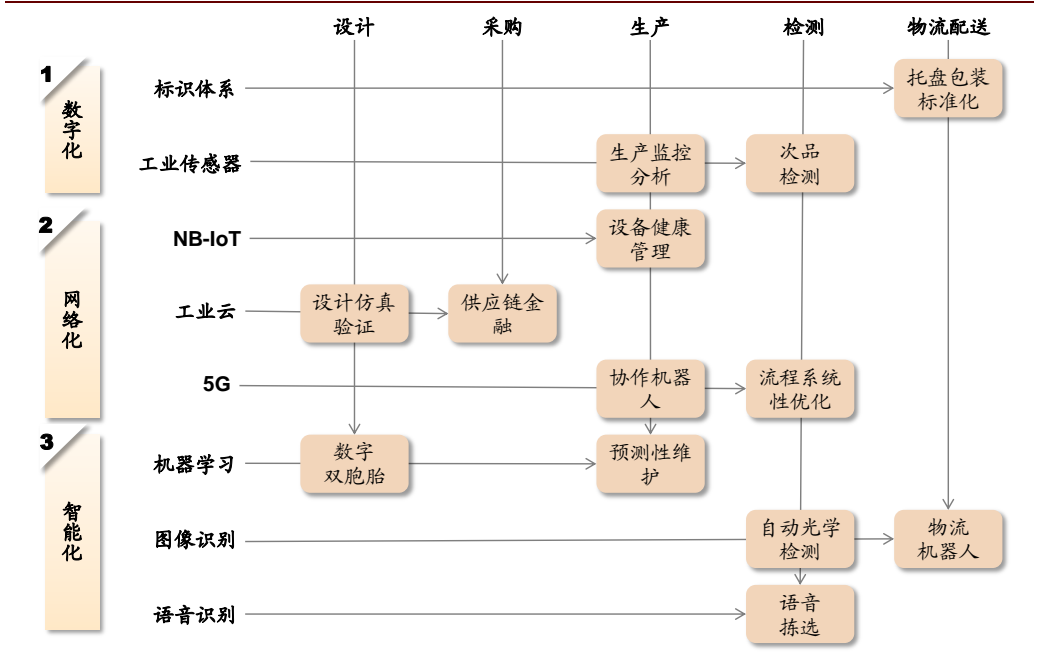 设计
采购
生产
检测
物流配送
1
数字化
标识体系
托盘包装
标准化
工业传感器
生产监控
分析
次品
检测
2
网络化
NB-IoT
设备健康
管理
工业云
设计仿真
验证
供应链金
融
5G
协作机器
人
流程系统
性优化
3
智能化
机器学习
数字
双胞胎
预测性维
护
图像识别
自动光学
检测
物流
机器人
语音识别
语音
拣选